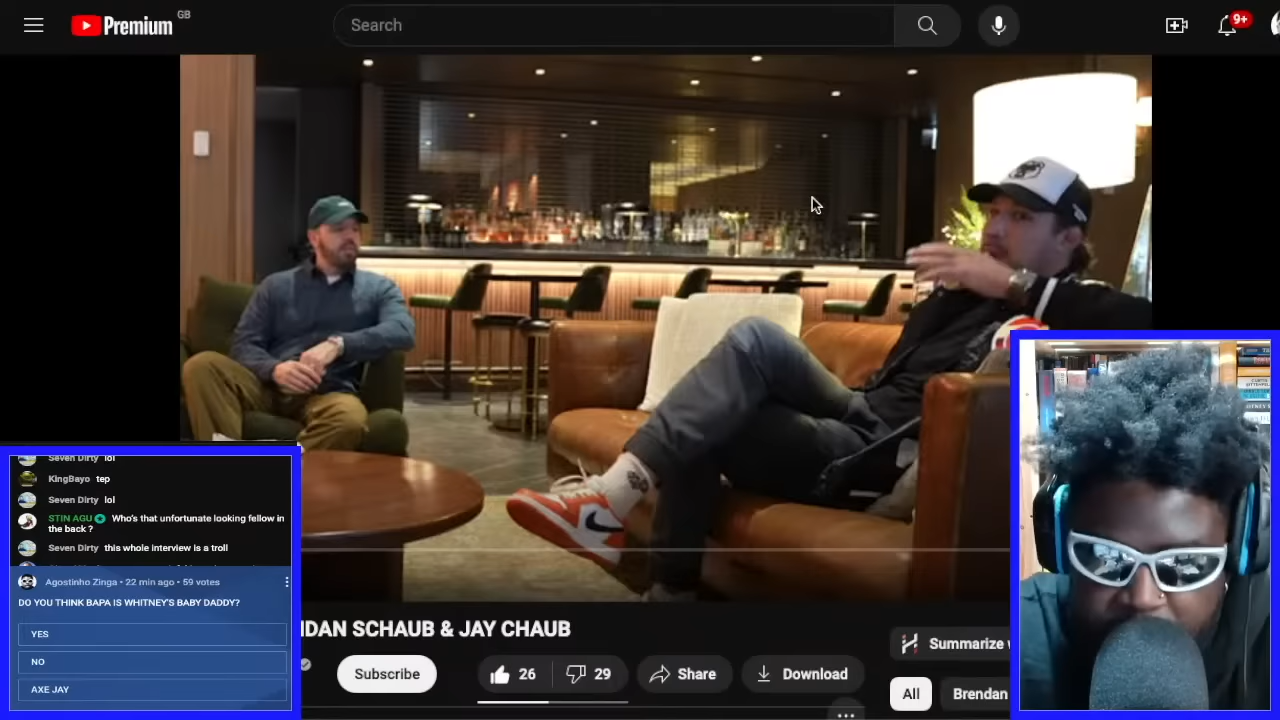 Premium GB
Search
9+
Seven Dirty lol
KingBayo tep
Seven Dirty lol
STIN AGU Who's that unfortunate looking fellow in
the back ?
Seven Dirty this whole interview is a troll
Agostinho Zinga • 22 min ago • 59 votes
DO YOU THINK BAPA IS WHITNEY'S BABY DADDY?
YES
NO
AXE JAY
IDAN SCHAUB & JAY CHAUB
Subscribe
26
29
Share
Download
Summarize
All
Brendan